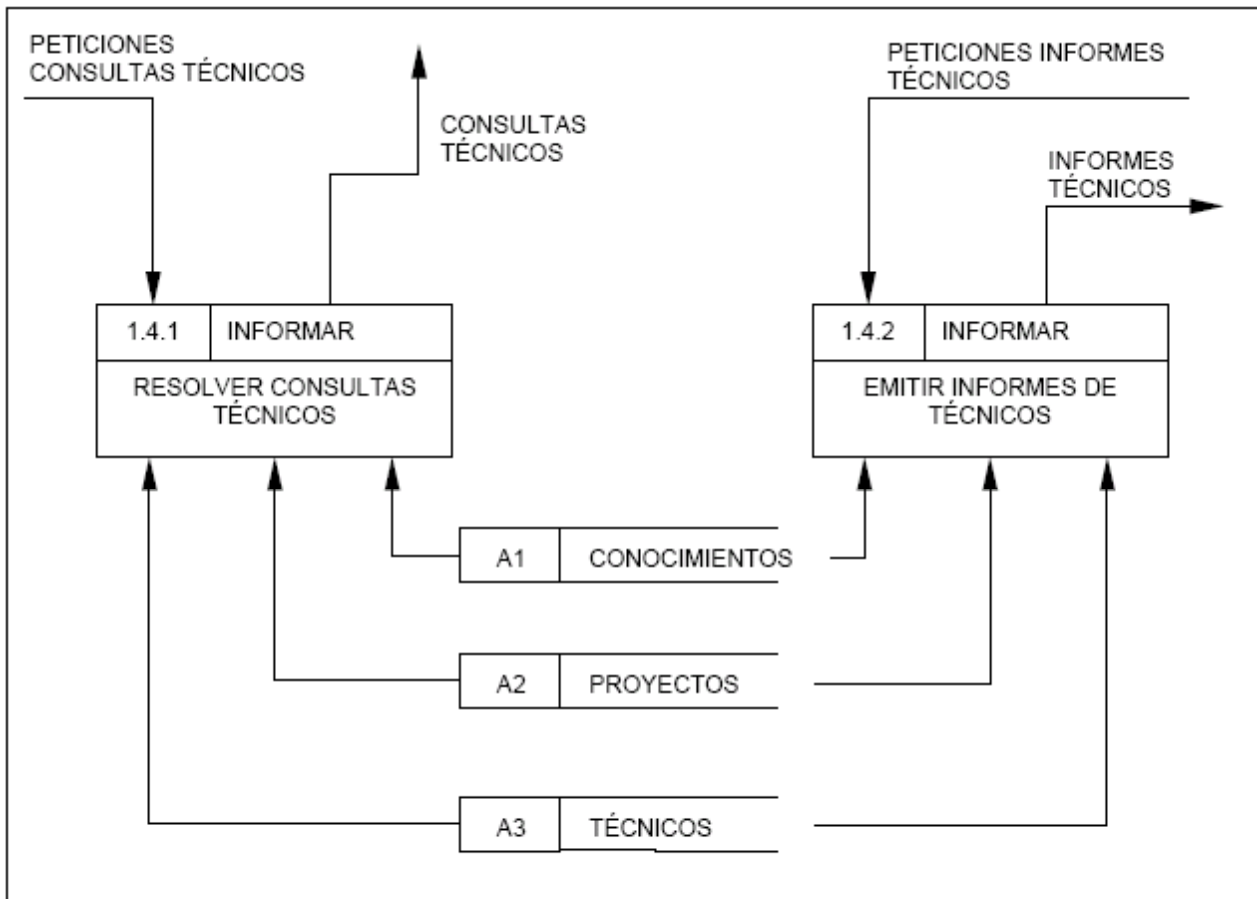 PETICIONES
CONSULTAS TÉCNICOS
CONSULTAS
TÉCNICOS
PETICIONES INFORMES
TÉCNICOS
INFORMES
TÉCNICOS
1.4.1 INFORMAR
RESOLVER CONSULTAS
TÉCNICOS
1.4.2 INFORMAR
EMITIR INFORMES DE
TÉCNICOS
A1 CONOCIMIENTOS
A2 PROYECTOS
A3 TÉCNICOS